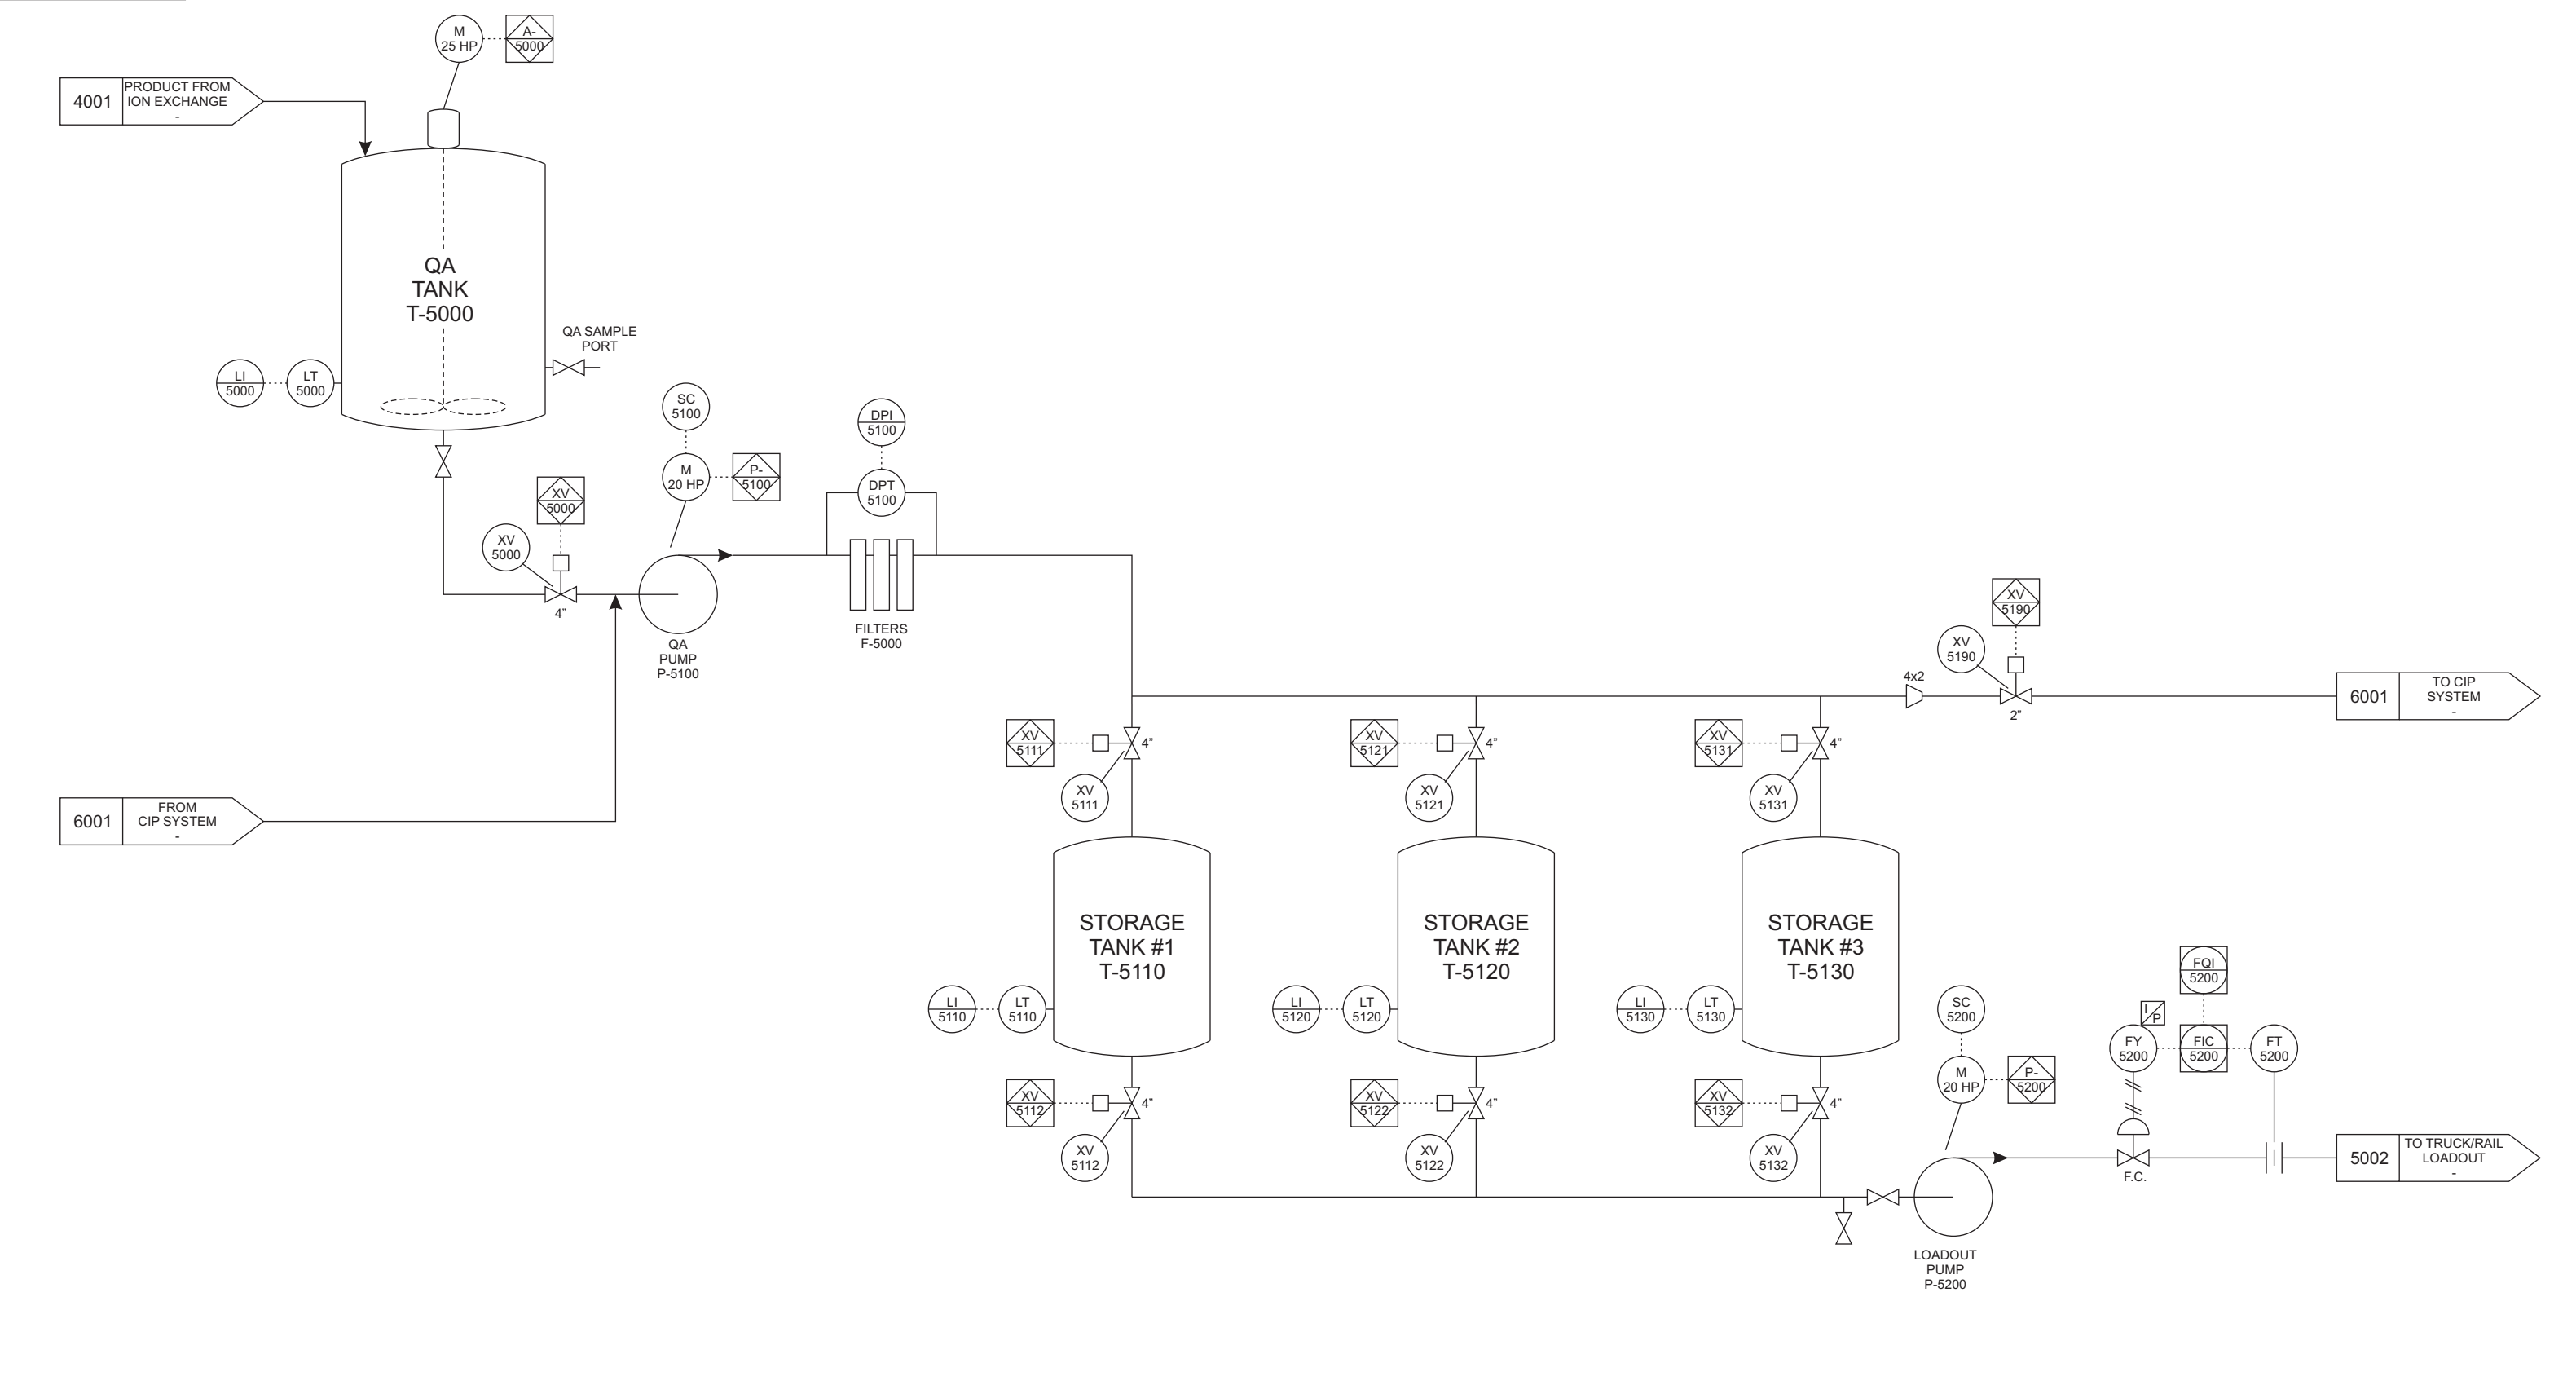 M
25 HP
A-
5000
4001
PRODUCT FROM
ION EXCHANGE
-
QA
TANK
T-5000
QA SAMPLE
PORT
LI
5000
LT
5000
SC
5100
M
20 HP
P-
5100
DPI
5100
DPT
5100
XV
5000
XV
5000
4”
QA
PUMP
P-5100
FILTERS
F-5000
XV
5190
XV
5190
4x2
2”
6001
TO CIP
SYSTEM
-
XV
5111
4”
XV
5111
XV
5121
4”
XV
5121
XV
5131
4”
XV
5131
6001
FROM
CIP SYSTEM
-
STORAGE
TANK #1
T-5110
STORAGE
TANK #2
T-5120
STORAGE
TANK #3
T-5130
LI
5110
LT
5110
LI
5120
LT
5120
LI
5130
LT
5130
XV
5112
4”
XV
5112
XV
5122
4”
XV
5122
XV
5132
4”
XV
5132
SC
5200
M
20 HP
P-
5200
FQI
5200
I
P
FY
5200
FIC
5200
FT
5200
F.C.
5002
TO TRUCK/RAIL
LOADOUT
-
LOADOUT
PUMP
P-5200